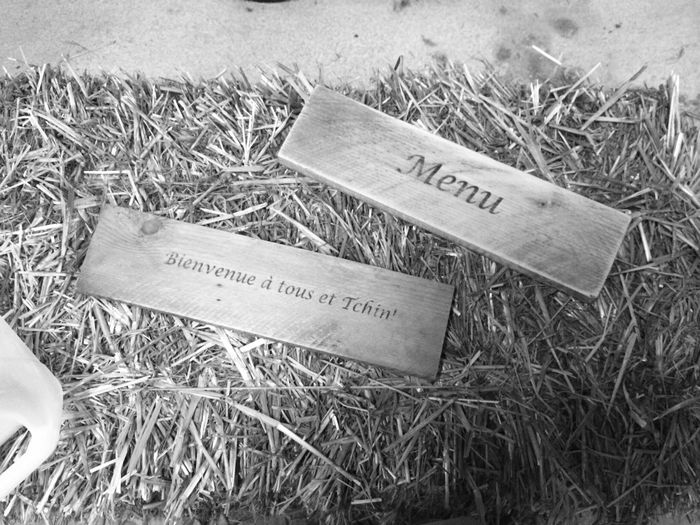 Menu
Bienvenue à tous et Tchin'